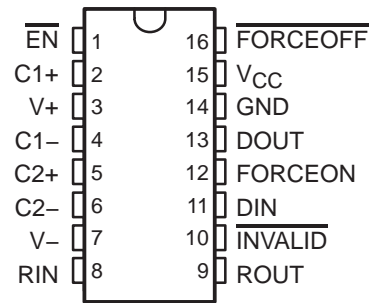 EN 1 16 FORCEOFF
C1+ 2 15 VCC
V+ 3 14 GND
C1− 4 13 DOUT
C2+ 5 12 FORCEON
C2− 6 11 DIN
V− 7 10 INVALID
RIN 8 9 ROUT